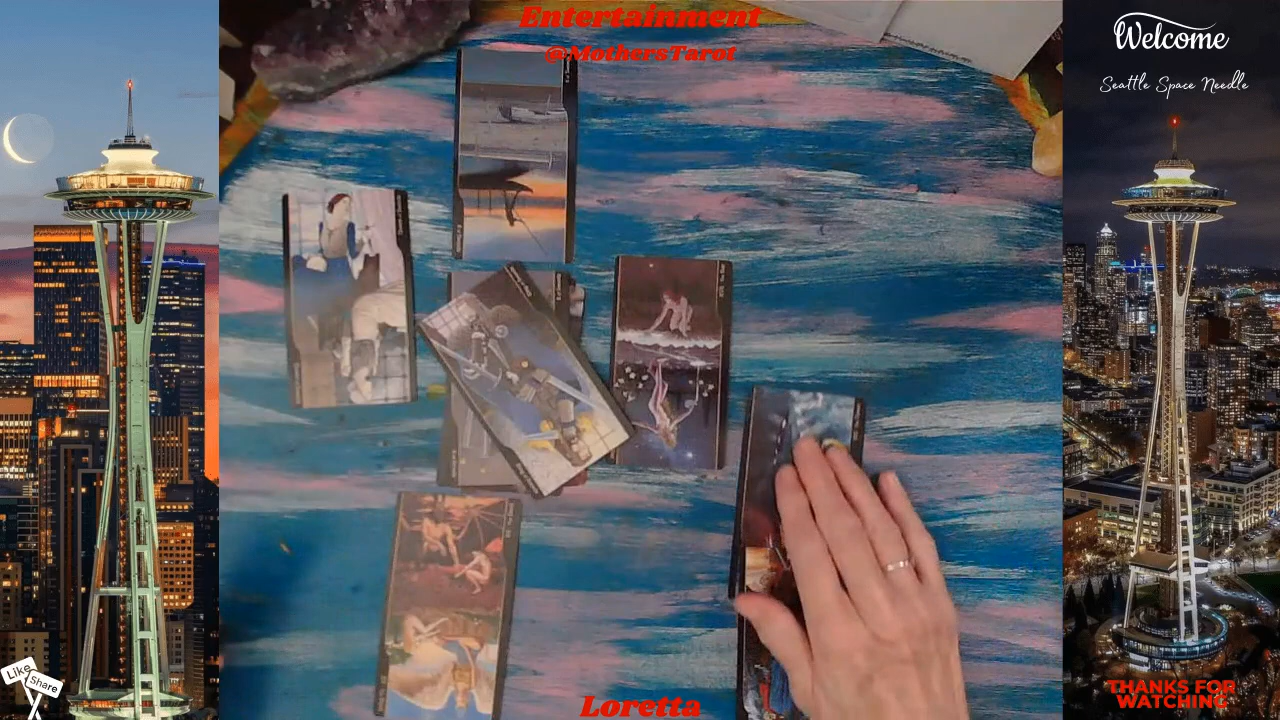 Entertainment
@MothersTarot
Welcome
Seattle Space Needle
Like
Share
Loretta
THANKS FOR
WATCHING